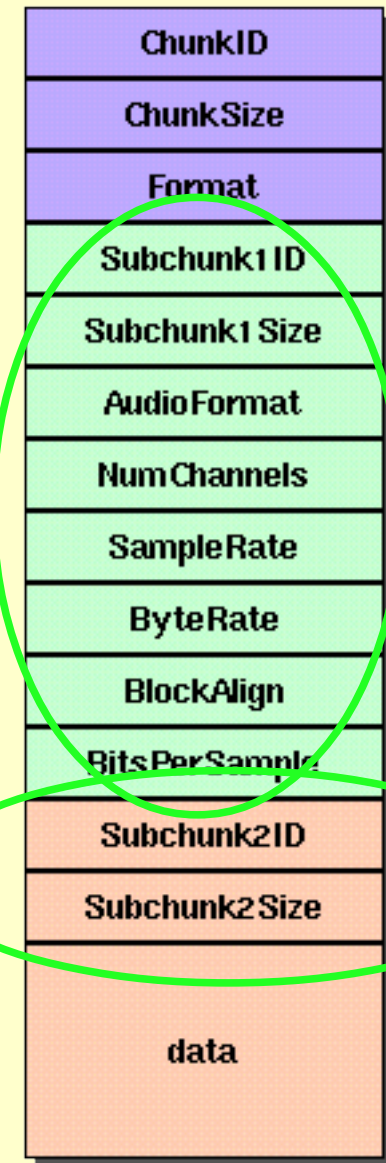 ChunkID
ChunkSize
Format
Subchunk1ID
Subchunk1Size
AudioFormat
NumChannels
SampleRate
ByteRate
BlockAlign
BitsPerSample
Subchunk2ID
Subchunk2Size
data